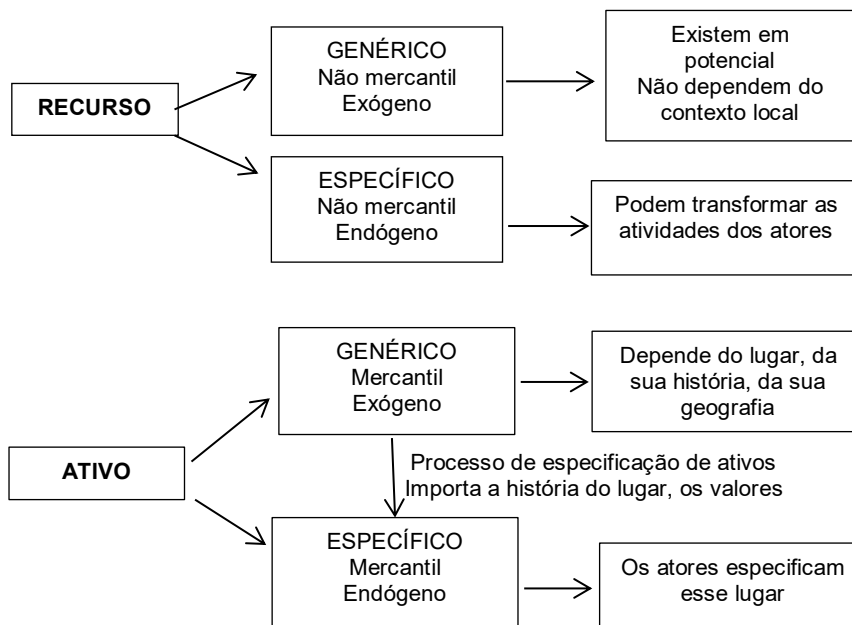 RECURSO
GENÉRICO
Não mercantil
Exógeno
Existem em
potencial
Não dependem do
contexto local
ESPECÍFICO
Não mercantil
Endógeno
Podem transformar as
atividades dos atores
ATIVO
GENÉRICO
Mercantil
Exógeno
Depende do lugar, da
sua história, da sua
geografia
Processo de especificação de ativos
Importa a história do lugar, os valores
ESPECÍFICO
Mercantil
Endógeno
Os atores especificam
esse lugar